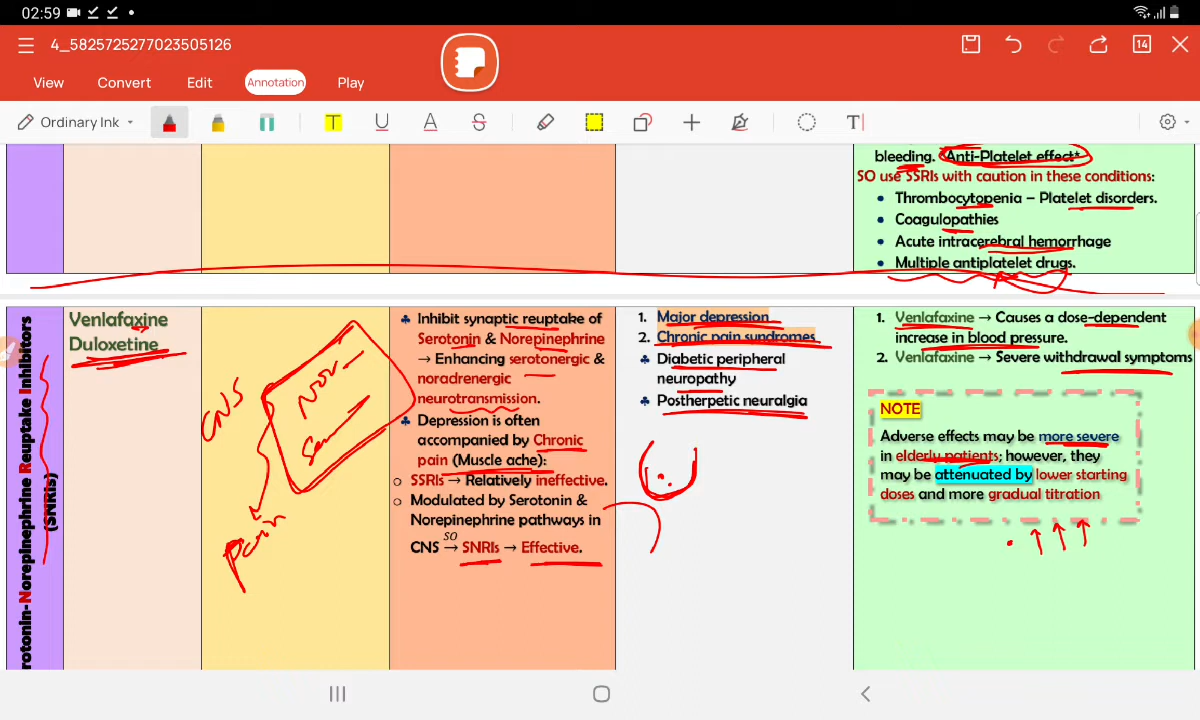 02:59
4_5825725277023505126
View Convert Edit Annotation Play
Ordinary Ink
14
bleeding. Anti-Platelet effect*
SO use SSRIs with caution in these conditions:
• Thrombocytopenia – Platelet disorders.
• Coagulopathies
• Acute intracerebral hemorrhage
• Multiple antiplatelet drugs.
rotonin-Norepinephrine Reuptake Inhibitors
(SNRIs)
Venlafaxine
Duloxetine
CNS
Nor
Ser
Pain
♣ Inhibit synaptic reuptake of
Serotonin & Norepinephrine
→ Enhancing serotonergic &
noradrenergic
neurotransmission.
♣ Depression is often
accompanied by Chronic
pain (Muscle ache):
o SSRIs → Relatively ineffective.
o Modulated by Serotonin &
Norepinephrine pathways in
SO
CNS → SNRIs → Effective.
1. Major depression
2. Chronic pain syndromes
♣ Diabetic peripheral
neuropathy
♣ Postherpetic neuralgia
1. Venlafaxine → Causes a dose-dependent
increase in blood pressure.
2. Venlafaxine → Severe withdrawal symptoms
NOTE
Adverse effects may be more severe
in elderly patients; however, they
may be attenuated by lower starting
doses and more gradual titration